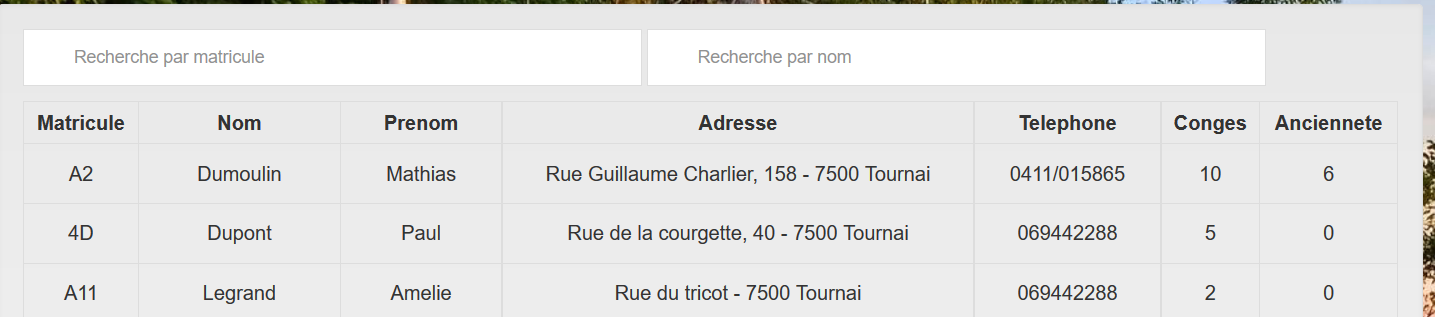 Recherche par matricule Recherche par nom
Matricule Nom Prenom Adresse Telephone Conges Anciennete
A2 Dumoulin Mathias Rue Guillaume Charlier, 158 - 7500 Tournai 0411/015865 10 6
4D Dupont Paul Rue de la courgette, 40 - 7500 Tournai 069442288 5 0
A11 Legrand Amelie Rue du tricot - 7500 Tournai 069442288 2 0